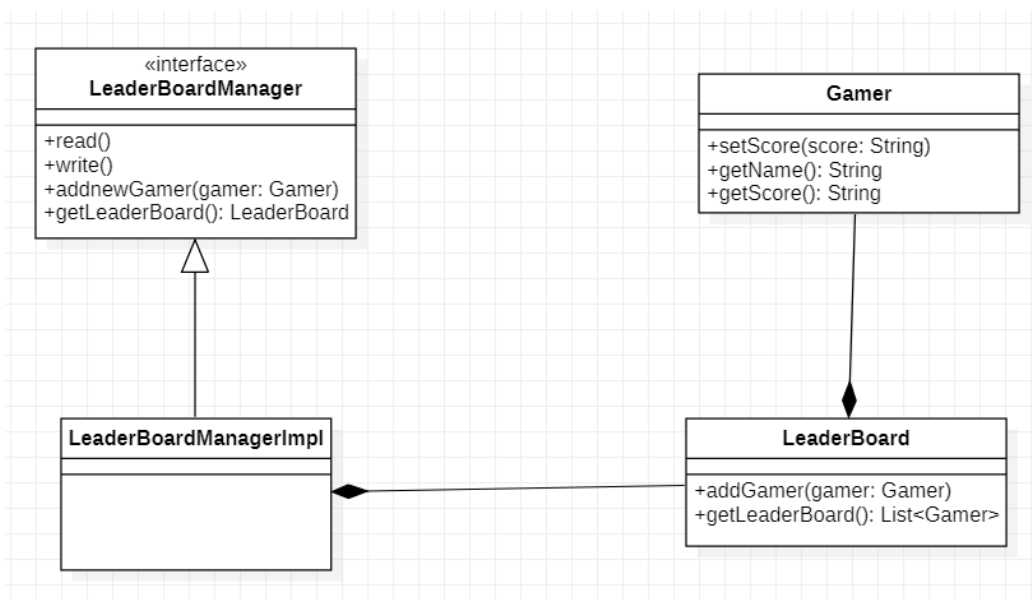 «interface»
LeaderBoardManager
+read()
+write()
+addnewGamer(gamer: Gamer)
+getLeaderBoard(): LeaderBoard
Gamer
+setScore(score: String)
+getName(): String
+getScore(): String
LeaderBoardManagerImpl
LeaderBoard
+addGamer(gamer: Gamer)
+getLeaderBoard(): List<Gamer>